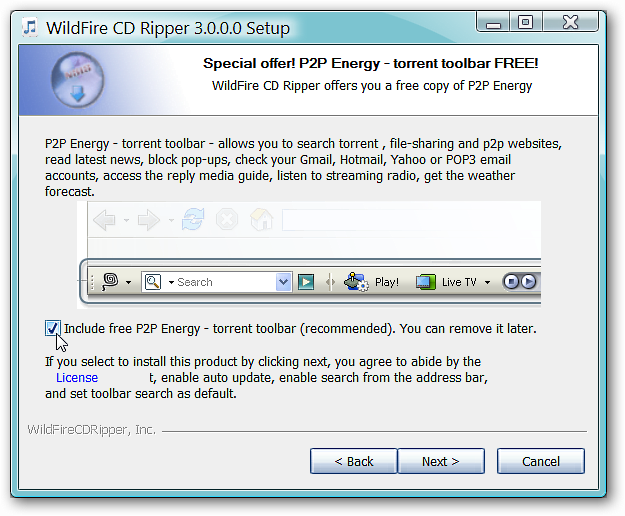 WildFire CD Ripper 3.0.0.0 Setup
Special offer! P2P Energy - torrent toolbar FREE!
WildFire CD Ripper offers you a free copy of P2P Energy
P2P Energy - torrent toolbar - allows you to search torrent , file-sharing and p2p websites,
read latest news, block pop-ups, check your Gmail, Hotmail, Yahoo or POP3 email
accounts, access the reply media guide, listen to streaming radio, get the weather
forecast.
Search Play! Live TV
Include free P2P Energy - torrent toolbar (recommended). You can remove it later.
If you select to install this product by clicking next, you agree to abide by the
License t, enable auto update, enable search from the address bar,
and set toolbar search as default.
WildFireCDRipper, Inc.
< Back Next > Cancel